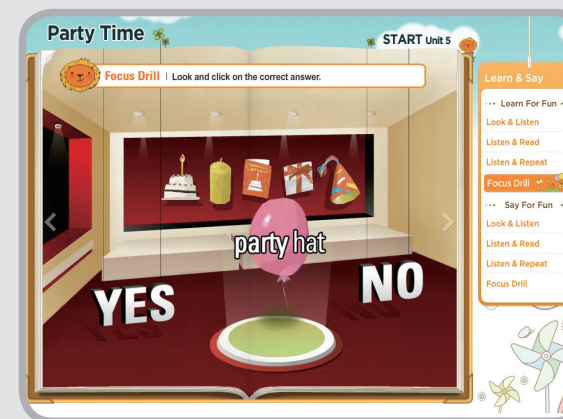 Party Time
START Unit 5
Focus Drill | Look and click on the correct answer.
party hat
YES
NO
Learn & Say
Learn For Fun
Look & Listen
Listen & Read
Listen & Repeat
Focus Drill
Say For Fun
Look & Listen
Listen & Read
Listen & Repeat
Focus Drill